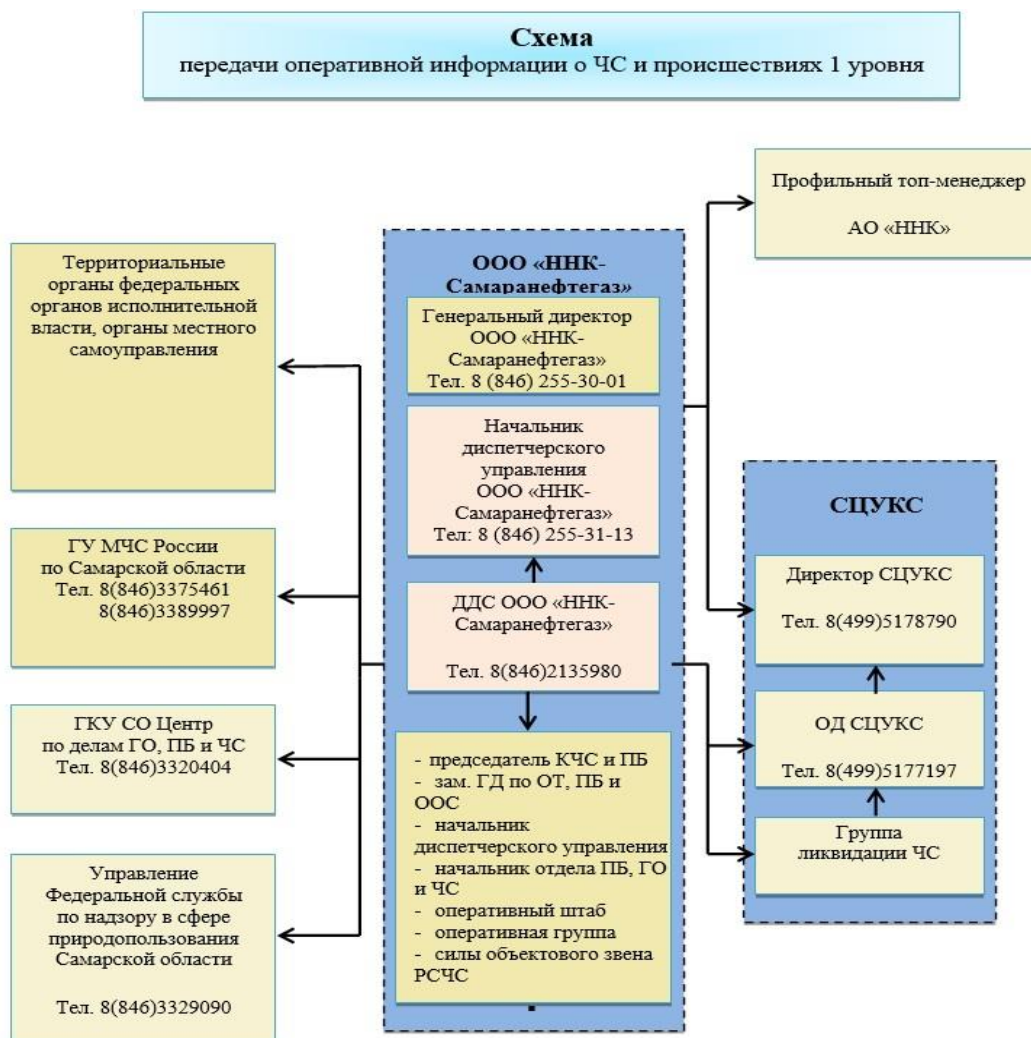 Схема
передачи оперативной информации о ЧС и происшествиях 1 уровня
Территориальные
органы федеральных
органов исполнительной
власти, органы местного
самоуправления
ГУ МЧС России
по Самарской области
Тел. 8(846)3375461
8(846)3389997
ГКУ СО Центр
по делам ГО, ПБ и ЧС
Тел. 8(846)3320404
Управление
Федеральной службы
по надзору в сфере
природопользования
Самарской области
Тел. 8(846)3329090
ООО «ННК-
Самаранефтегаз»
Генеральный директор
ООО «ННК-
Самаранефтегаз»
Тел. 8 (846) 255-30-01
Начальник
диспетчерского
управления
ООО «ННК-
Самаранефтегаз»
Тел: 8 (846) 255-31-13
ДДС ООО «ННК-
Самаранефтегаз»
Тел. 8(846)2135980
- председатель КЧС и ПБ
- зам. ГД по ОТ, ПБ и
ООС
- начальник
диспетчерского управления
- начальник отдела ПБ, ГО
и ЧС
- оперативный штаб
- оперативная группа
- силы объектового звена
РСЧС
Профильный топ-менеджер
АО «ННК»
СЦУКС
Директор СЦУКС
Тел. 8(499)5178790
ОД СЦУКС
Тел. 8(499)5177197
Группа
ликвидации ЧС